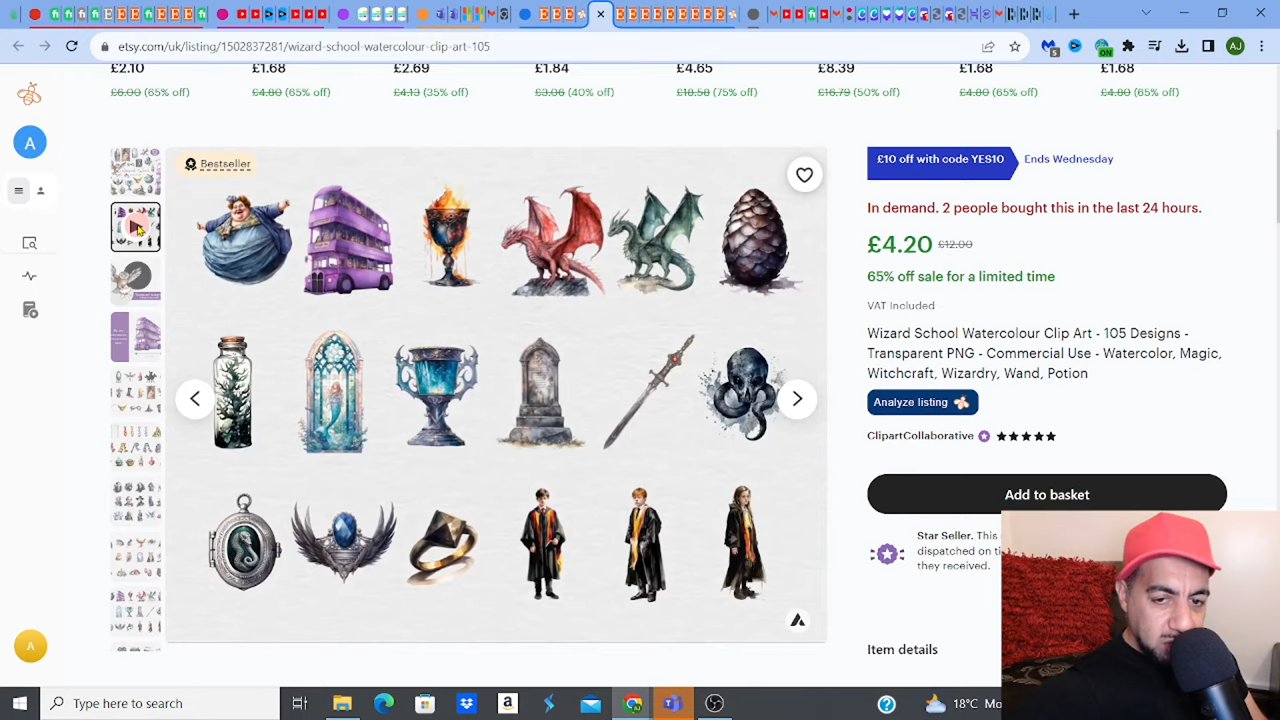 etsy.com/uk/listing/1502837281/wizard-school-watercolour-clip-art-105
5
ON
AJ
£2.10 £1.68 £2.69 £1.84 £4.65 £8.39 £1.68 £1.68
£6.00 (65% off) £4.80 (65% off) £4.13 (35% off) £3.06 (40% off) £18.58 (75% off) £16.79 (50% off) £4.80 (65% off) £4.80 (65% off)
A
Bestseller
£10 off with code YES10 Ends Wednesday
In demand. 2 people bought this in the last 24 hours.
£4.20 £12.00
65% off sale for a limited time
VAT Included
Wizard School Watercolour Clip Art - 105 Designs -
Transparent PNG - Commercial Use - Watercolor, Magic,
Witchcraft, Wizardry, Wand, Potion
Analyze listing
ClipartCollaborative
Add to basket
Star Seller. This
dispatched on ti
they received.
Item details
A
Type here to search
18°C Mo